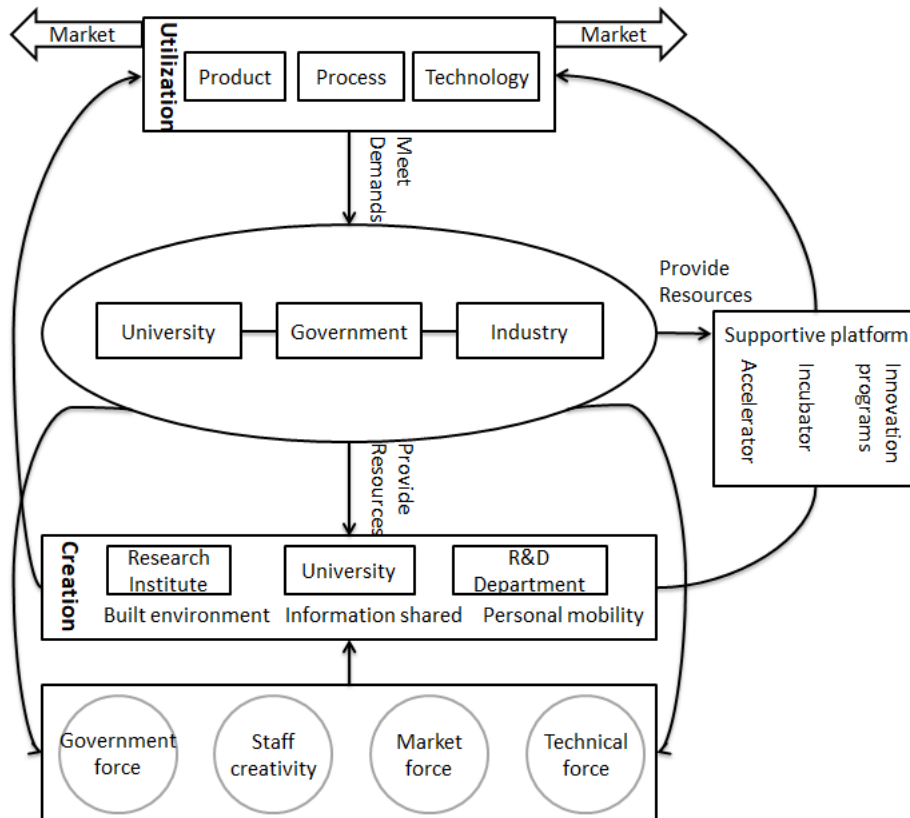 Market
Utilization
Market
Product
Process
Technology
Meet
Demands
Provide
Resources
University
Government
Industry
Supportive platform
Accelerator
Incubator
Innovation
programs
Provide
Resources
Creation
Research
Institute
University
R&D
Department
Built environment
Information shared
Personal mobility
Government
force
Staff
creativity
Market
force
Technical
force